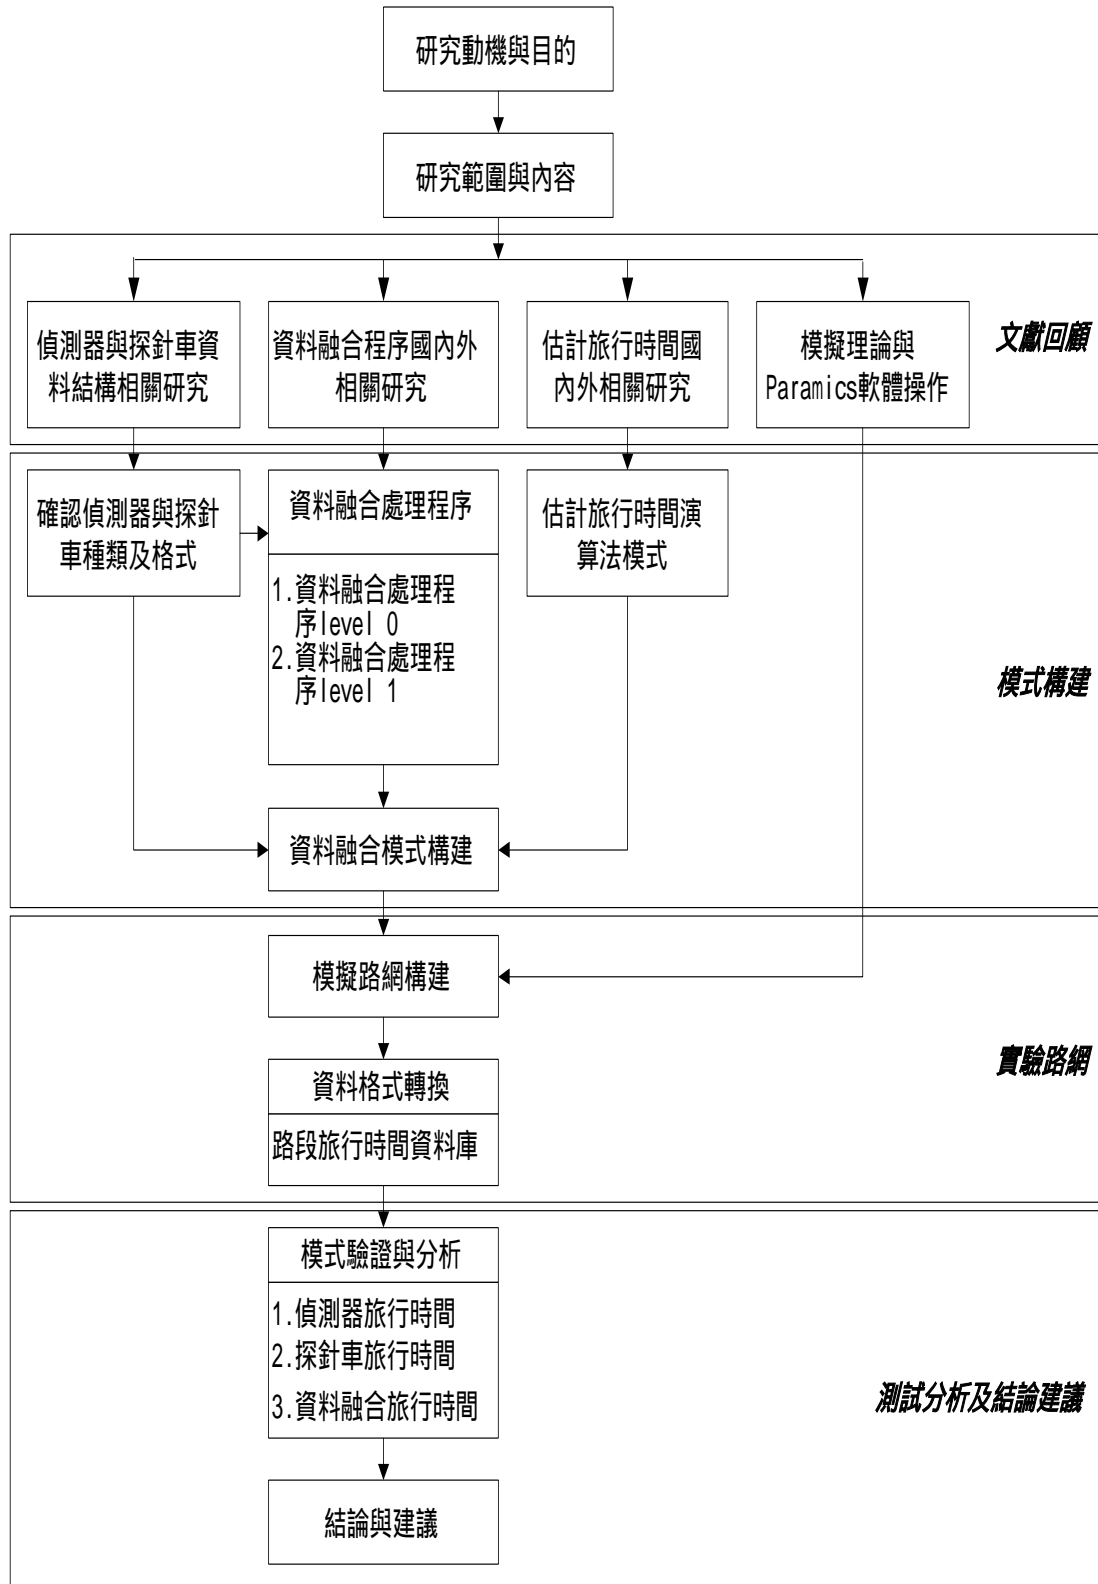 研究動機與目的
研究範圍與內容
偵測器與探針車資
料結構相關研究
資料融合程序國內外
相關研究
估計旅行時間國
內外相關研究
模擬理論與
Paramics軟體操作
文獻回顧
確認偵測器與探針
車種類及格式
資料融合處理程序
1.資料融合處理程
序level 0
2.資料融合處理程
序level 1
估計旅行時間演
算法模式
模式構建
資料融合模式構建
模擬路網構建
實驗路網
資料格式轉換
路段旅行時間資料庫
模式驗證與分析
1.偵測器旅行時間
2.探針車旅行時間
3.資料融合旅行時間
測試分析及結論建議
結論與建議